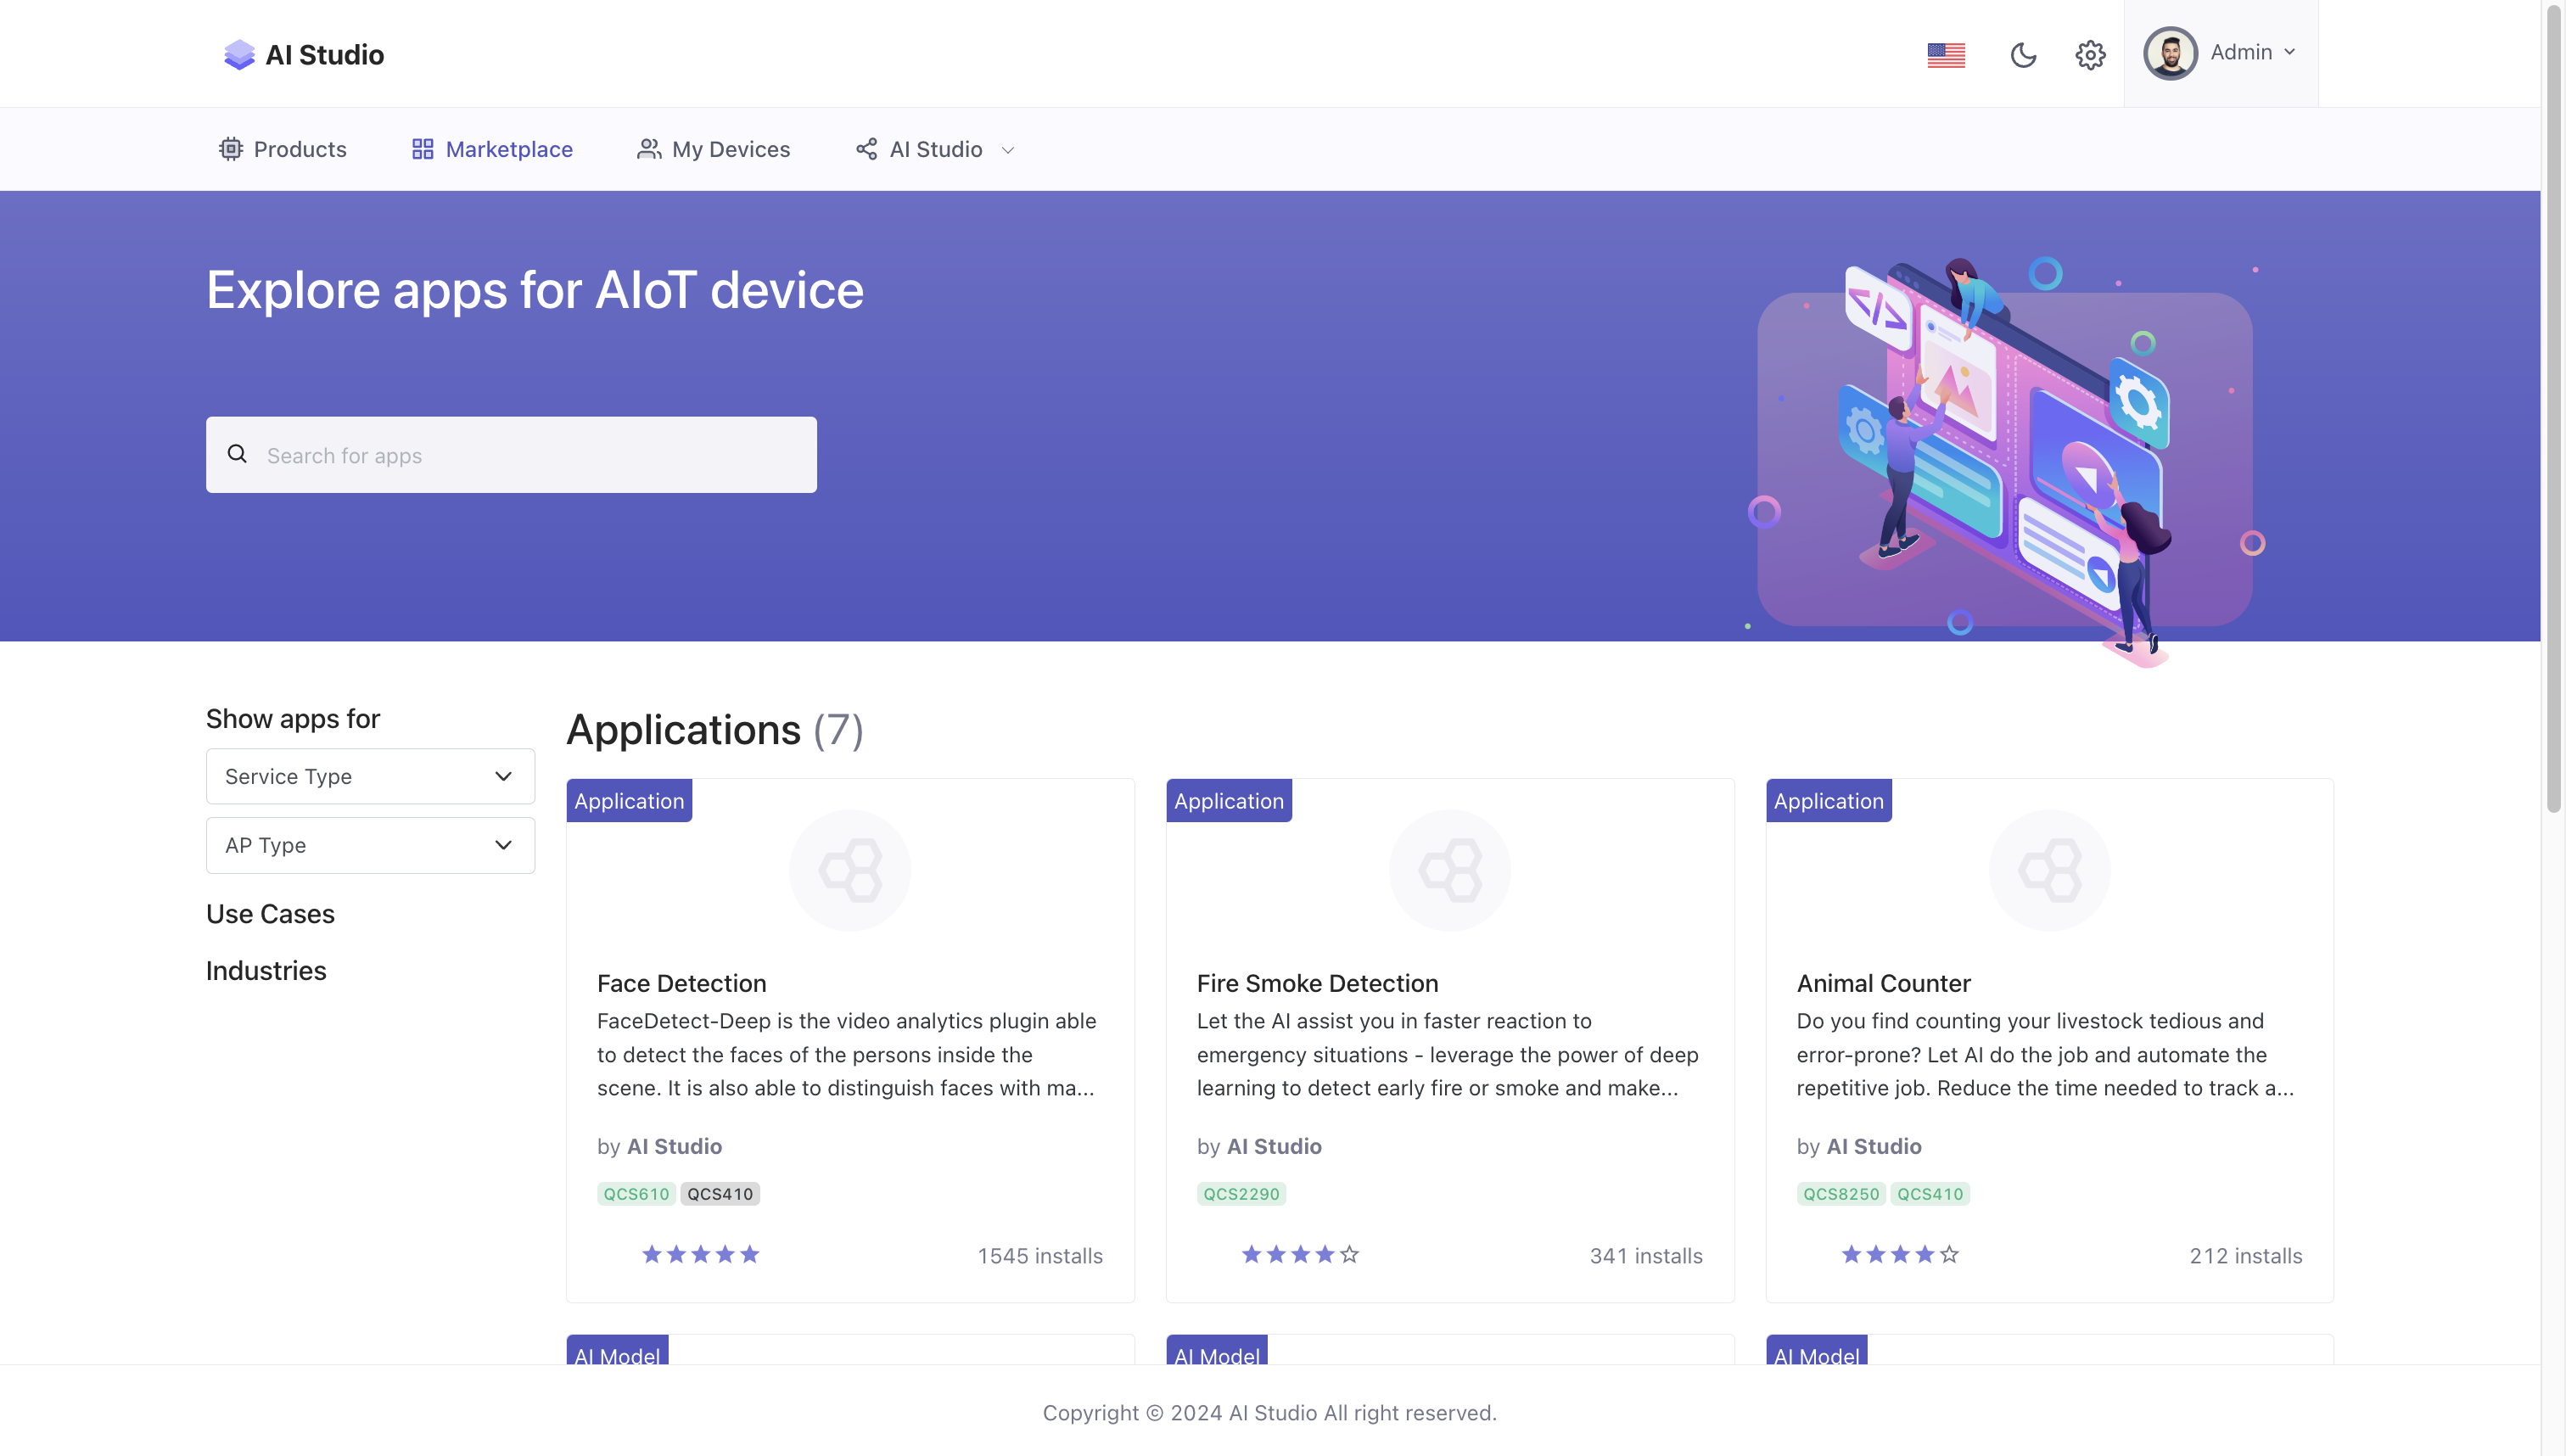 AI Studio
Admin
Products
Marketplace
My Devices
AI Studio
Explore apps for AIoT device
Search for apps
Show apps for
Service Type
AP Type
Use Cases
Industries
Applications (7)
Application
Face Detection
FaceDetect-Deep is the video analytics plugin able
to detect the faces of the persons inside the
scene. It is also able to distinguish faces with ma...
by AI Studio
QCS610 QCS410
1545 installs
Application
Fire Smoke Detection
Let the AI assist you in faster reaction to
emergency situations - leverage the power of deep
learning to detect early fire or smoke and make...
by AI Studio
QCS2290
341 installs
Application
Animal Counter
Do you find counting your livestock tedious and
error-prone? Let AI do the job and automate the
repetitive job. Reduce the time needed to track a...
by AI Studio
QCS8250 QCS410
212 installs
AI Model
AI Model
AI Model
Copyright © 2024 AI Studio All right reserved.